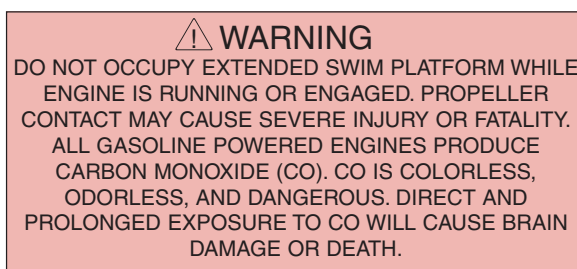 WARNING
DO NOT OCCUPY EXTENDED SWIM PLATFORM WHILE
ENGINE IS RUNNING OR ENGAGED. PROPELLER
CONTACT MAY CAUSE SEVERE INJURY OR FATALITY.
ALL GASOLINE POWERED ENGINES PRODUCE
CARBON MONOXIDE (CO). CO IS COLORLESS,
ODORLESS, AND DANGEROUS. DIRECT AND
PROLONGED EXPOSURE TO CO WILL CAUSE BRAIN
DAMAGE OR DEATH.